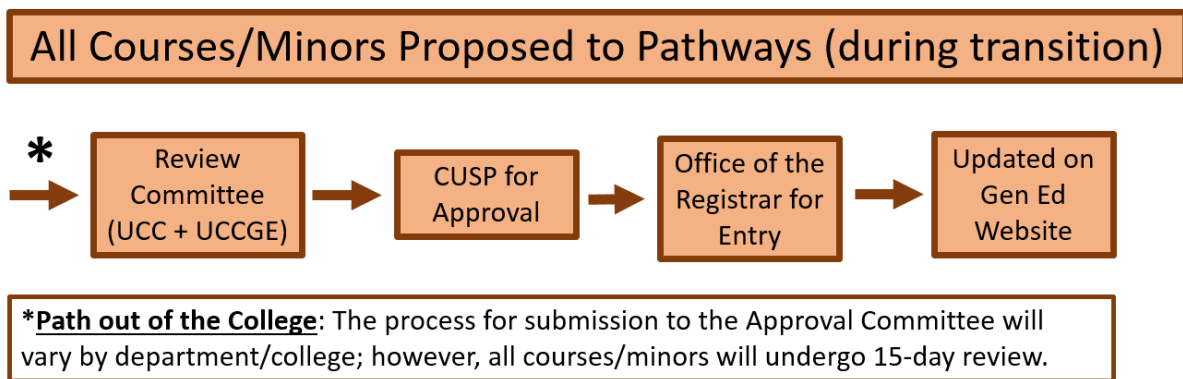 All Courses/Minors Proposed to Pathways (during transition)
*
Review
Committee
(UCC + UCCGE)
CUSP for
Approval
Office of the
Registrar for
Entry
Updated on
Gen Ed
Website
*Path out of the College: The process for submission to the Approval Committee will
vary by department/college; however, all courses/minors will undergo 15-day review.